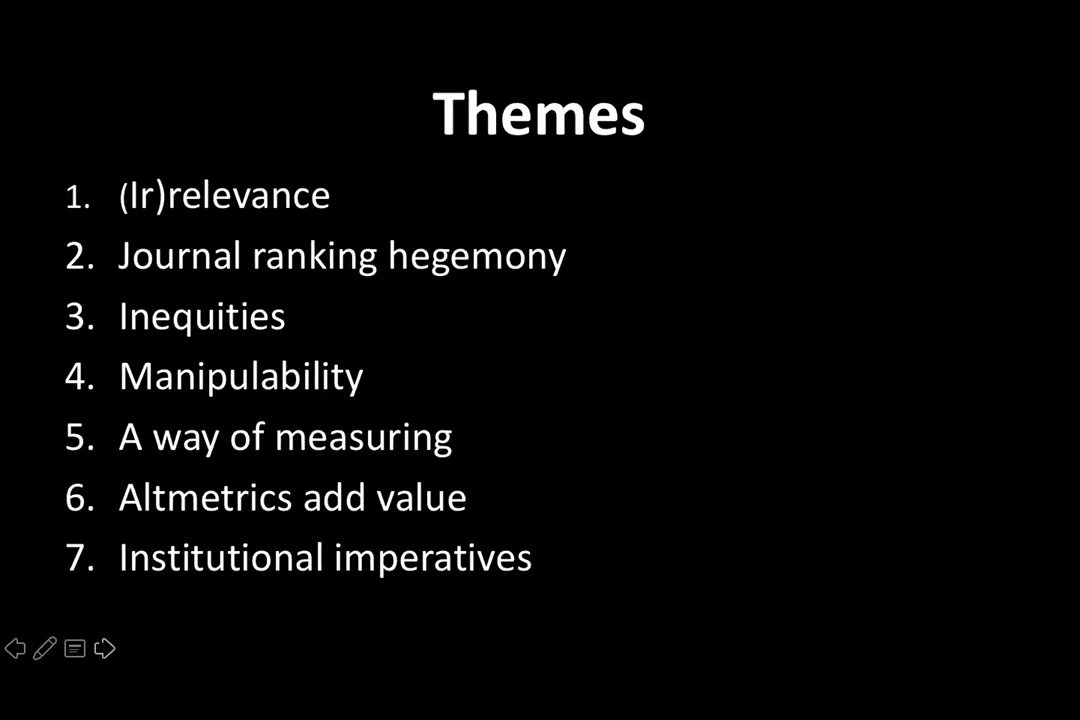 Themes
1. (Ir)relevance
2. Journal ranking hegemony
3. Inequities
4. Manipulability
5. A way of measuring
6. Altmetrics add value
7. Institutional imperatives